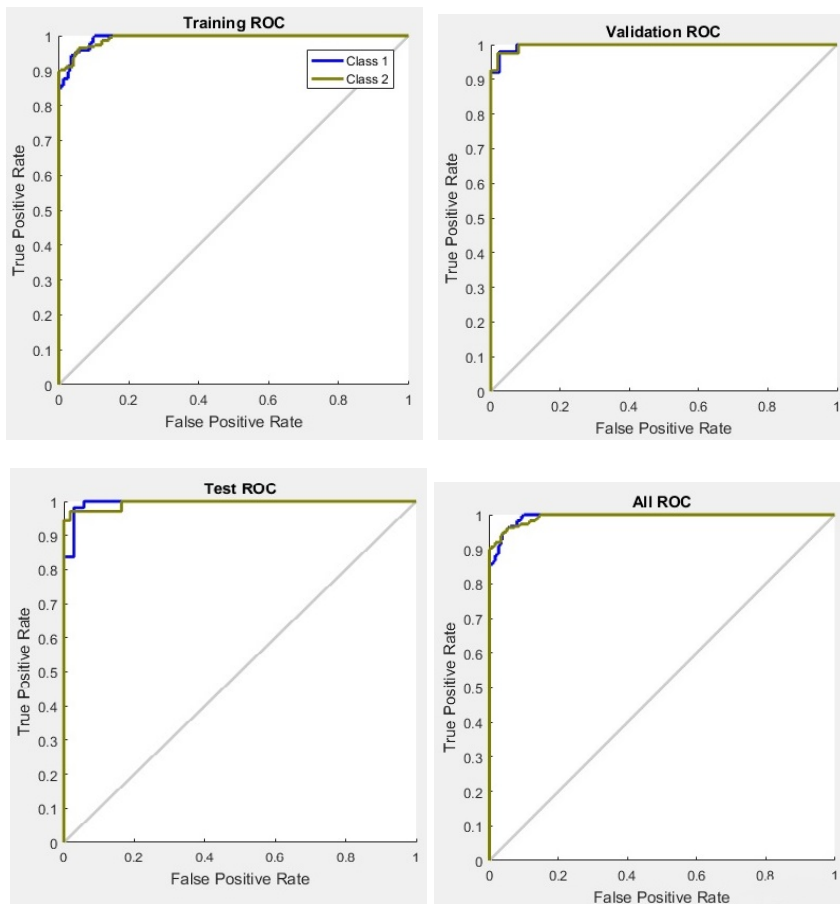 Training ROC
1
0.9
0.8
0.7
0.6
0.5
0.4
0.3
0.2
0.1
0
True Positive Rate
Class 1
Class 2
0 0.2 0.4 0.6 0.8 1
False Positive Rate
Validation ROC
1
0.9
0.8
0.7
0.6
0.5
0.4
0.3
0.2
0.1
0
True Positive Rate
0 0.2 0.4 0.6 0.8 1
False Positive Rate
Test ROC
1
0.9
0.8
0.7
0.6
0.5
0.4
0.3
0.2
0.1
0
True Positive Rate
0 0.2 0.4 0.6 0.8 1
False Positive Rate
All ROC
1
0.9
0.8
0.7
0.6
0.5
0.4
0.3
0.2
0.1
0
True Positive Rate
0 0.2 0.4 0.6 0.8 1
False Positive Rate